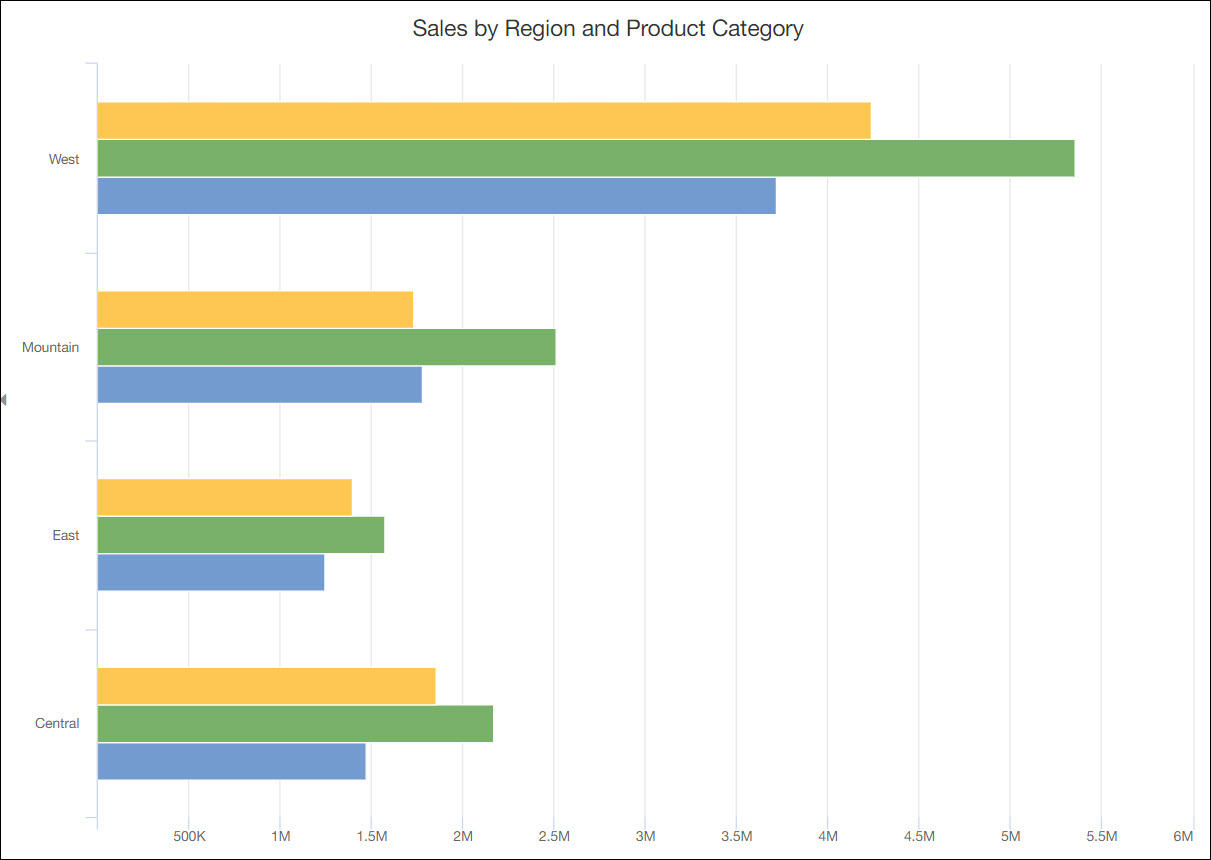 Sales by Region and Product Category
West
Mountain
East
Central
500K 1M 1.5M 2M 2.5M 3M 3.5M 4M 4.5M 5M 5.5M 6M